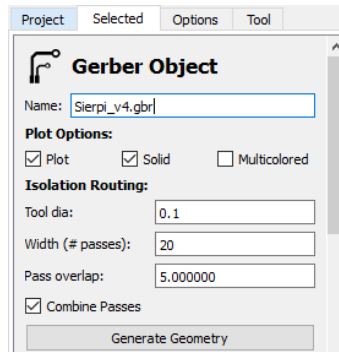 Project Selected Options Tool
Gerber Object
Name: Sierpi_v4.gbr
Plot Options:
Plot Solid Multicolored
Isolation Routing:
Tool dia: 0.1
Width (# passes): 20
Pass overlap: 5.000000
Combine Passes
Generate Geometry